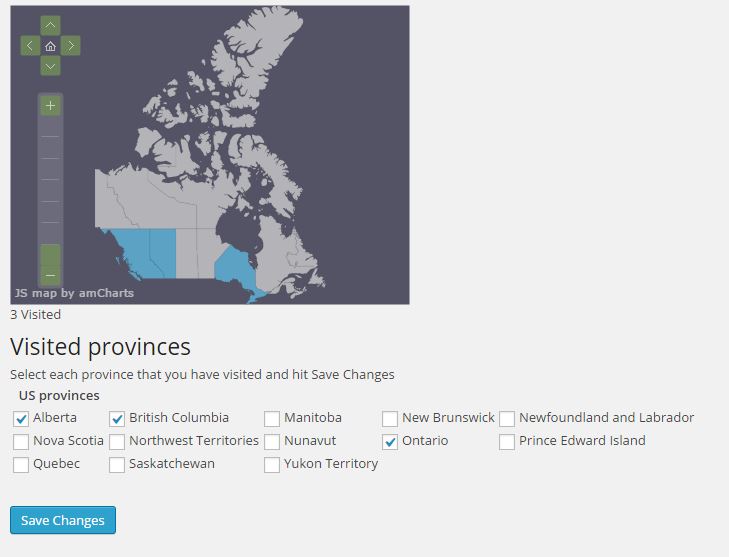 JS map by amCharts
3 Visited
Visited provinces
Select each province that you have visited and hit Save Changes
US provinces
Alberta British Columbia Manitoba New Brunswick Newfoundland and Labrador
Nova Scotia Northwest Territories Nunavut Ontario Prince Edward Island
Quebec Saskatchewan Yukon Territory
Save Changes